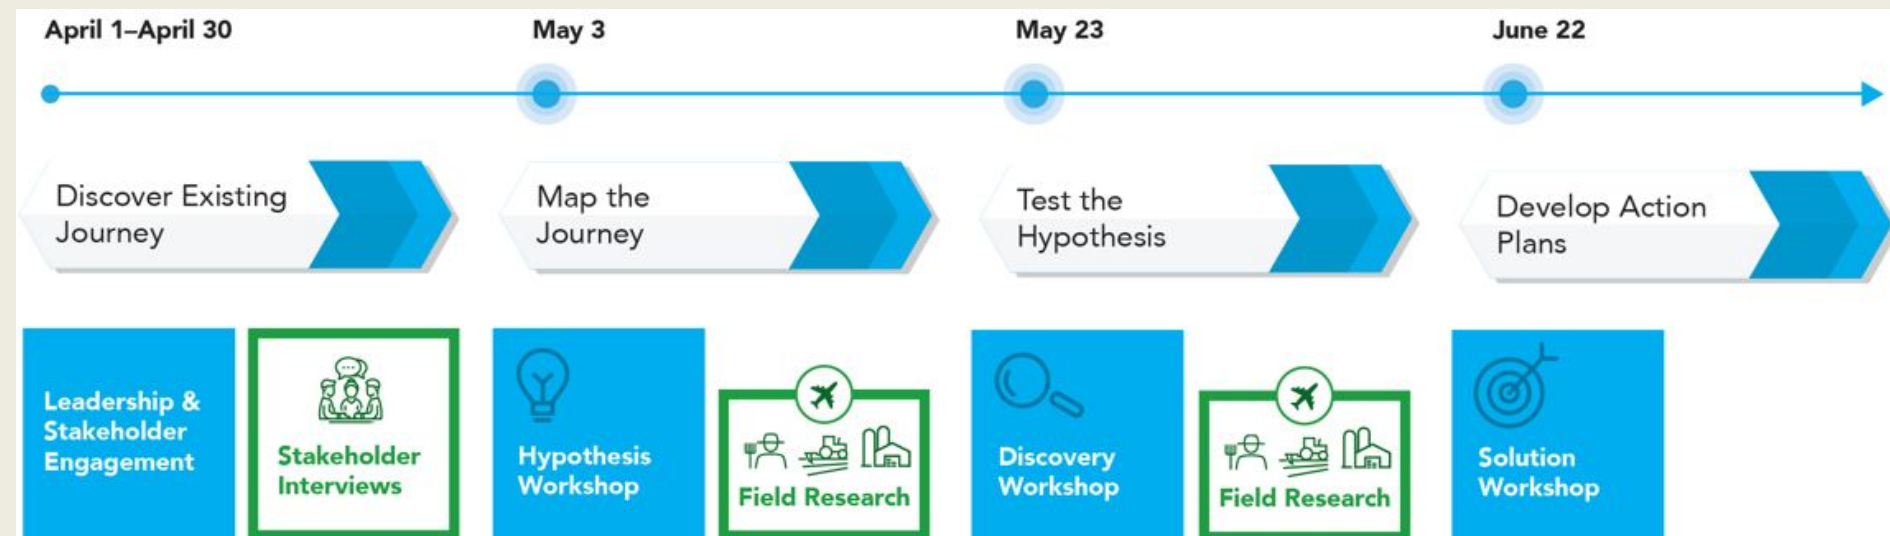 April 1–April 30
May 3
May 23
June 22
Discover Existing
Journey
Map the
Journey
Test the
Hypothesis
Develop Action
Plans
Leadership &
Stakeholder
Engagement
Stakeholder
Interviews
Hypothesis
Workshop
Field Research
Discovery
Workshop
Field Research
Solution
Workshop